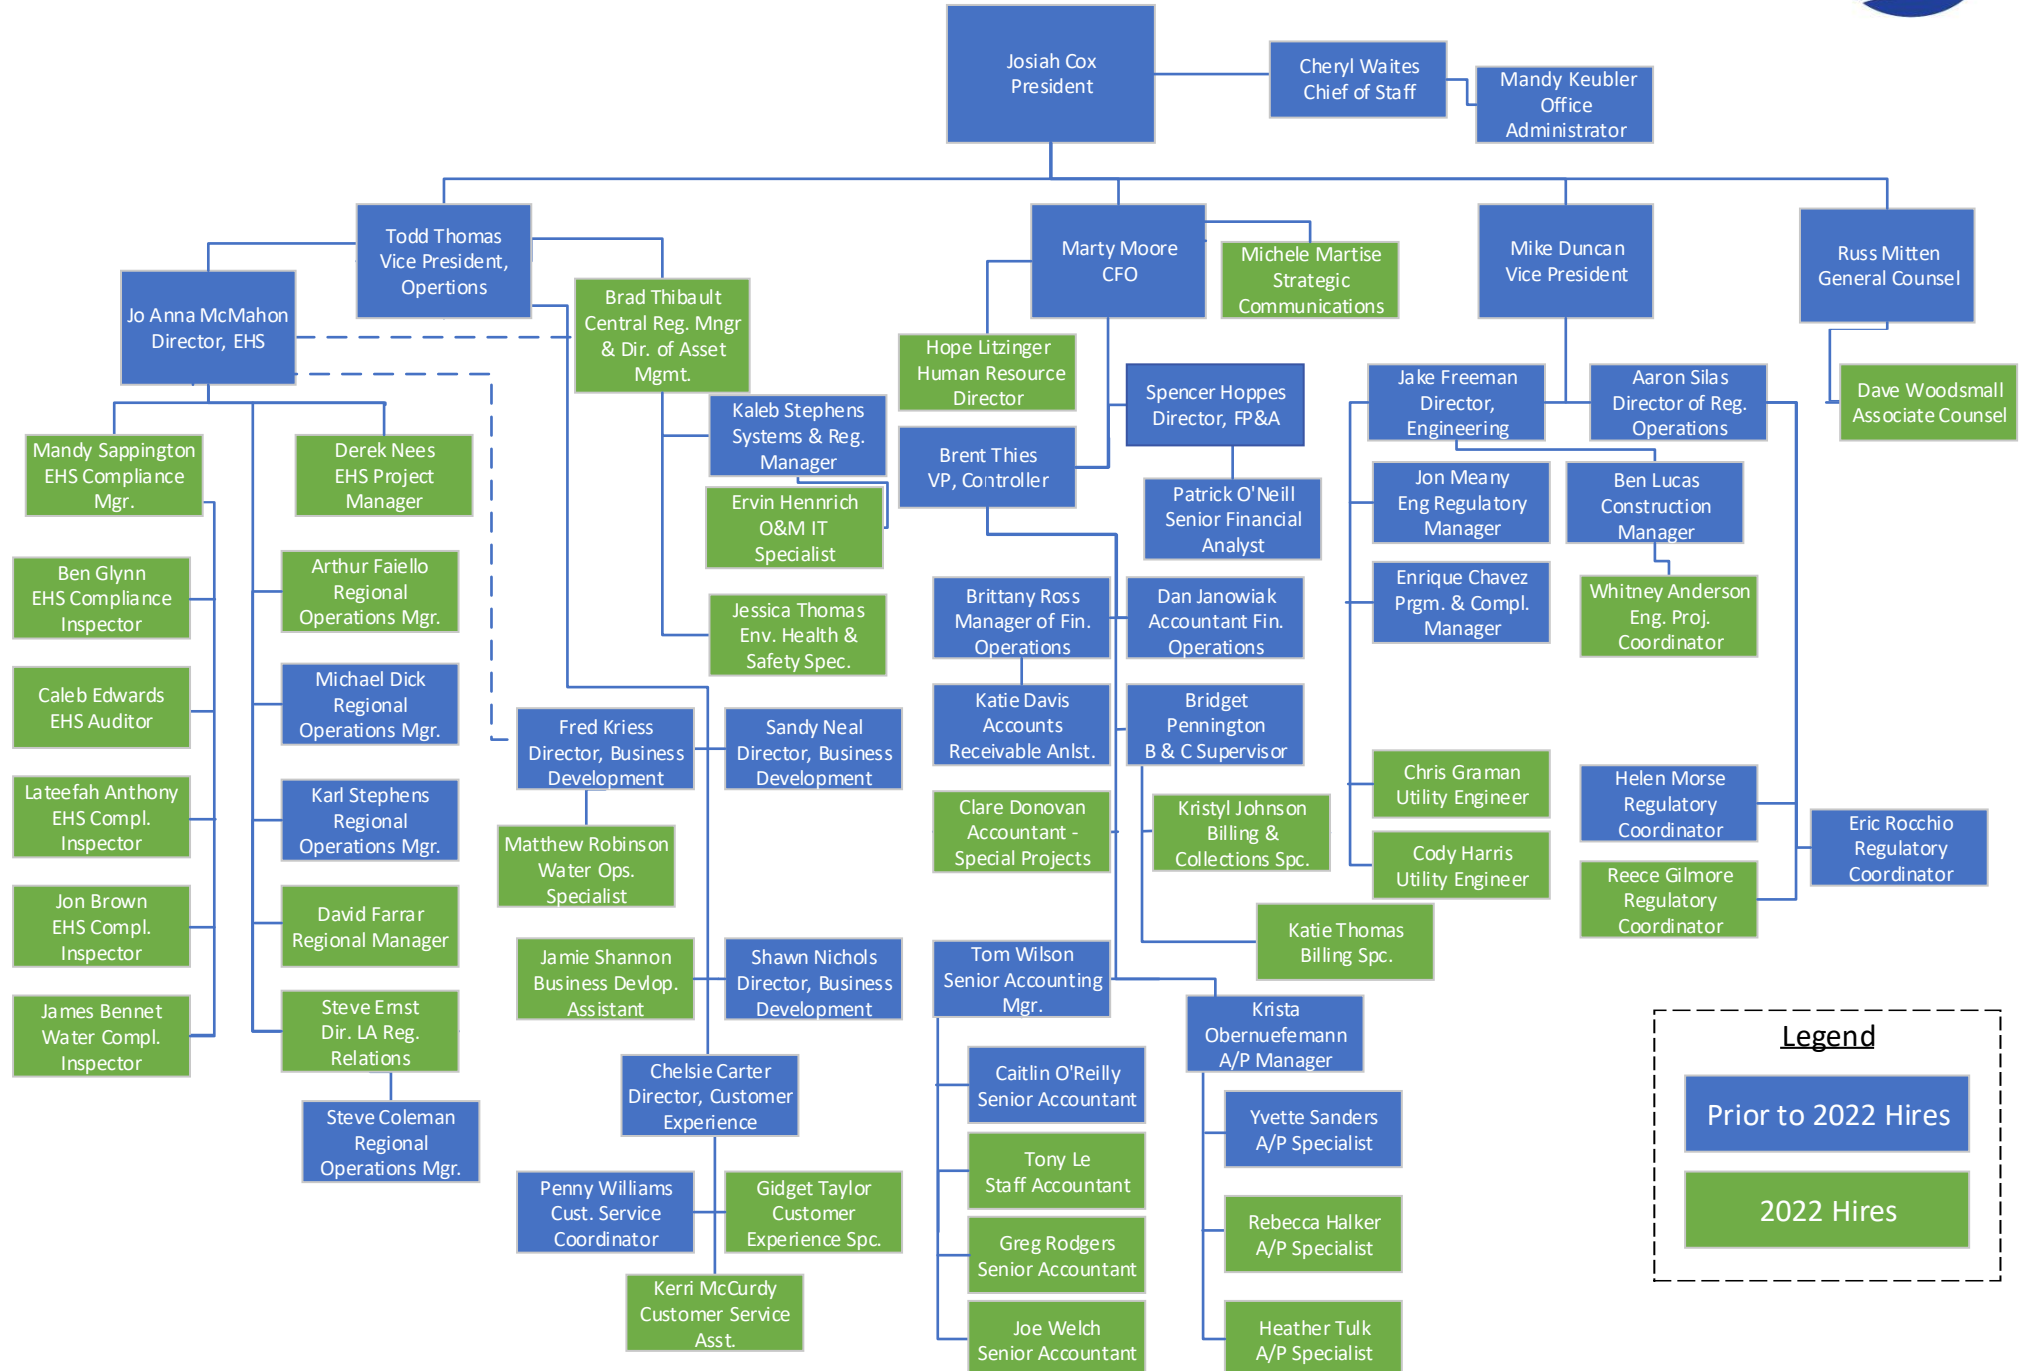 Josiah Cox
President
Cheryl Waites
Chief of Staff
Mandy Keubler
Office
Administrator
Todd Thomas
Vice President,
Opertions
Marty Moore
CFO
Mike Duncan
Vice President
Russ Mitten
General Counsel
Jo Anna McMahon
Director, EHS
Brad Thibault
Central Reg. Mngr
& Dir. of Asset
Mgmt.
Michele Martise
Strategic
Communications
Hope Litzinger
Human Resource
Director
Spencer Hoppes
Director, FP&A
Jake Freeman
Director,
Engineering
Aaron Silas
Director of Reg.
Operations
Dave Woodsmall
Associate Counsel
Mandy Sappington
EHS Compliance
Mgr.
Derek Nees
EHS Project
Manager
Kaleb Stephens
Systems & Reg.
Manager
Brent Thies
VP, Controller
Patrick O'Neill
Senior Financial
Analyst
Jon Meany
Eng Regulatory
Manager
Ben Lucas
Construction
Manager
Ervin Hennrich
O&M IT
Specialist
Ben Glynn
EHS Compliance
Inspector
Arthur Faiello
Regional
Operations Mgr.
Jessica Thomas
Env. Health &
Safety Spec.
Brittany Ross
Manager of Fin.
Operations
Dan Janowiak
Accountant Fin.
Operations
Enrique Chavez
Prgm. & Compl.
Manager
Whitney Anderson
Eng. Proj.
Coordinator
Caleb Edwards
EHS Auditor
Michael Dick
Regional
Operations Mgr.
Fred Kriess
Director, Business
Development
Sandy Neal
Director, Business
Development
Katie Davis
Accounts
Receivable Anlst.
Bridget
Pennington
B & C Supervisor
Lateefah Anthony
EHS Compl.
Inspector
Karl Stephens
Regional
Operations Mgr.
Matthew Robinson
Water Ops.
Specialist
Clare Donovan
Accountant -
Special Projects
Kristyl Johnson
Billing &
Collections Spc.
Chris Graman
Utility Engineer
Helen Morse
Regulatory
Coordinator
Eric Rocchio
Regulatory
Coordinator
Cody Harris
Utility Engineer
Reece Gilmore
Regulatory
Coordinator
Jon Brown
EHS Compl.
Inspector
David Farrar
Regional Manager
Jamie Shannon
Business Devlop.
Assistant
Shawn Nichols
Director, Business
Development
Tom Wilson
Senior Accounting
Mgr.
Katie Thomas
Billing Spc.
James Bennet
Water Compl.
Inspector
Steve Ernst
Dir. LA Reg.
Relations
Krista
Obernuefemann
A/P Manager
Steve Coleman
Regional
Operations Mgr.
Chelsie Carter
Director, Customer
Experience
Caitlin O'Reilly
Senior Accountant
Yvette Sanders
A/P Specialist
Penny Williams
Cust. Service
Coordinator
Gidget Taylor
Customer
Experience Spc.
Tony Le
Staff Accountant
Rebecca Halker
A/P Specialist
Greg Rodgers
Senior Accountant
Kerri McCurdy
Customer Service
Asst.
Joe Welch
Senior Accountant
Heather Tulk
A/P Specialist
Legend
Prior to 2022 Hires
2022 Hires